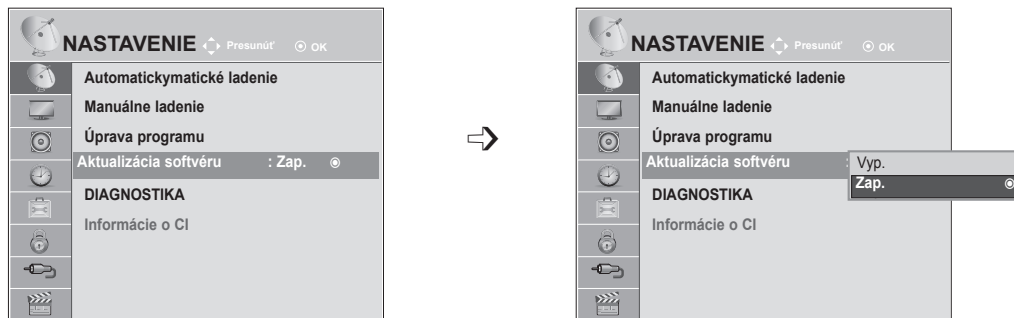 NASTAVENIE Presunúť OK
Automatickymatické ladenie
Manuálne ladenie
Úprava programu
Aktualizácia softvéru : Zap.
DIAGNOSTIKA
Informácie o CI
NASTAVENIE Presunúť OK
Automatickymatické ladenie
Manuálne ladenie
Úprava programu
Aktualizácia softvéru :
Vyp.
Zap.
DIAGNOSTIKA
Informácie o CI